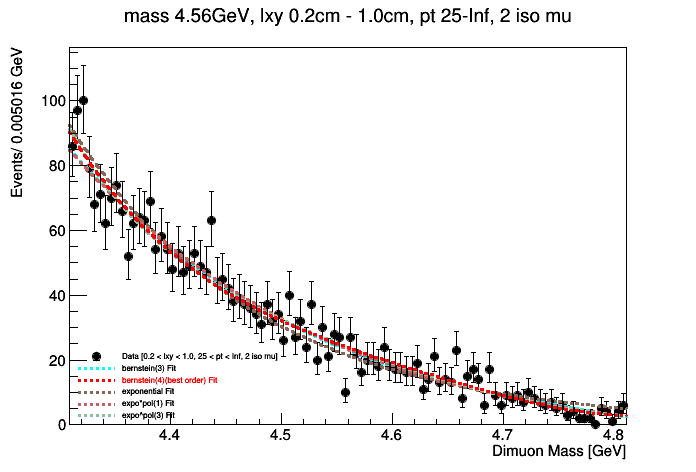 mass 4.56GeV, lxy 0.2cm - 1.0cm, pt 25-Inf, 2 iso mu
Events/ 0.005016 GeV
100
80
60
40
20
0
Data [0.2 < lxy < 1.0, 25 < pt < Inf, 2 iso mu]
bernstein(3) Fit
bernstein(4)(best order) Fit
exponential Fit
expo*pol(1) Fit
expo*pol(3) Fit
4.4 4.5 4.6 4.7 4.8
Dimuon Mass [GeV]